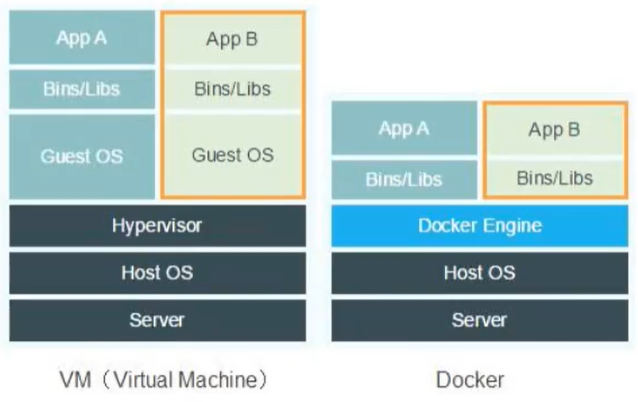 App A
App B
Bins/Libs
Bins/Libs
Guest OS
Guest OS
Hypervisor
Host OS
Server
VM（Virtual Machine）
App A
App B
Bins/Libs
Bins/Libs
Docker Engine
Host OS
Server
Docker